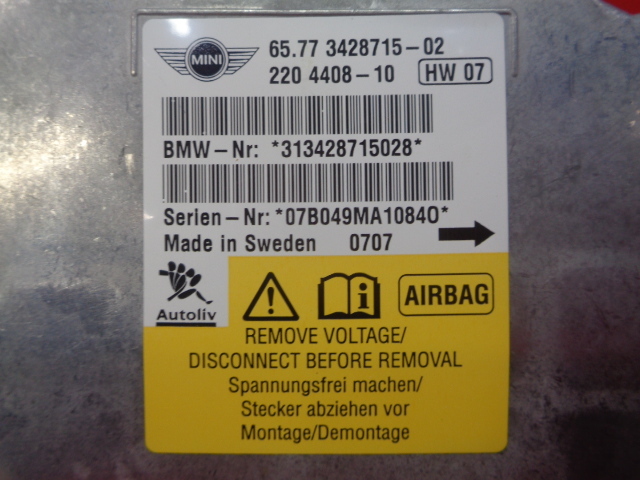 MINI
65.77 3428715-02
220 4408-10 HW 07
BMW-Nr: *313428715028*
Serien-Nr: *07B049MA1084O*
Made in Sweden 0707
Autoliv
AIRBAG
REMOVE VOLTAGE/
DISCONNECT BEFORE REMOVAL
Spannungsfrei machen/
Stecker abziehen vor
Montage/Demontage